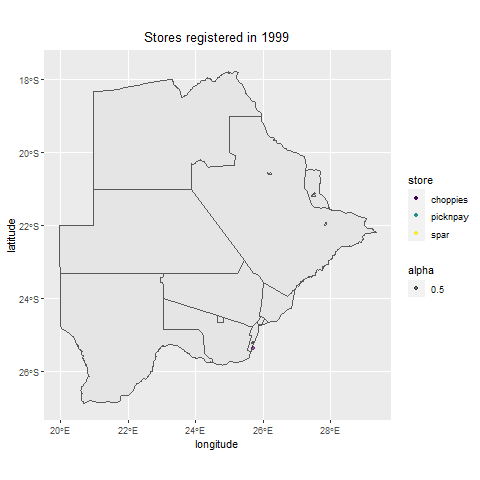 Stores registered in 1999
18°S
20°S
22°S
24°S
26°S
20°E
22°E
24°E
26°E
28°E
longitude
latitude
store
choppies
picknpay
spar
alpha
0.5